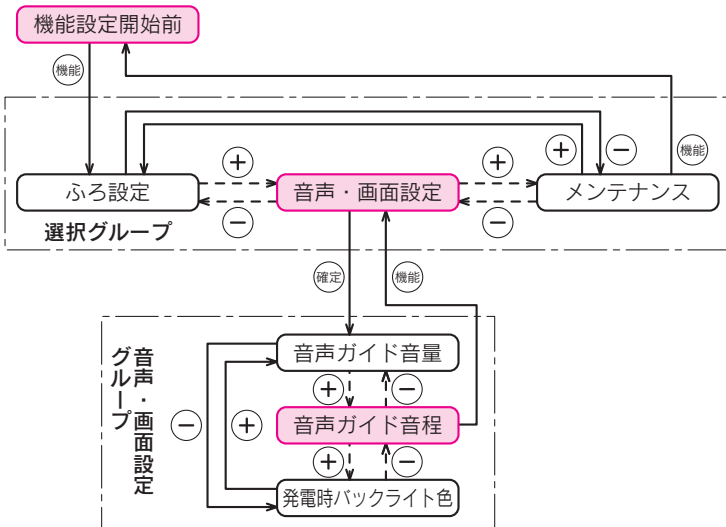 機能設定開始前
機能
＋
－
機能
＋
＋
ふろ設定
音声・画面設定
メンテナンス
－
－
選択グループ
確定
機能
音声・画面設定
グループ
音声ガイド音量
＋
－
－
＋
音声ガイド音程
＋
－
発電時バックライト色